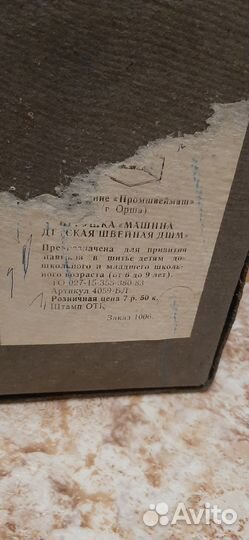 ние «Промшвеймаш»
г. Орша)
«МАШИНА
ДЕТСКАЯ ШВЕЙНАЯ ДШМ»
Предназначена для привития
навыков в шитье детям до-
школьного и младшего школь-
ного возраста (от 6 до 9 лет).
ТО 027-15-355-380-83
Артикул 4059-БЛ
Розничная цена 7 р. 50 к.
Штамп ОТК
Заказ 1006.
Avito